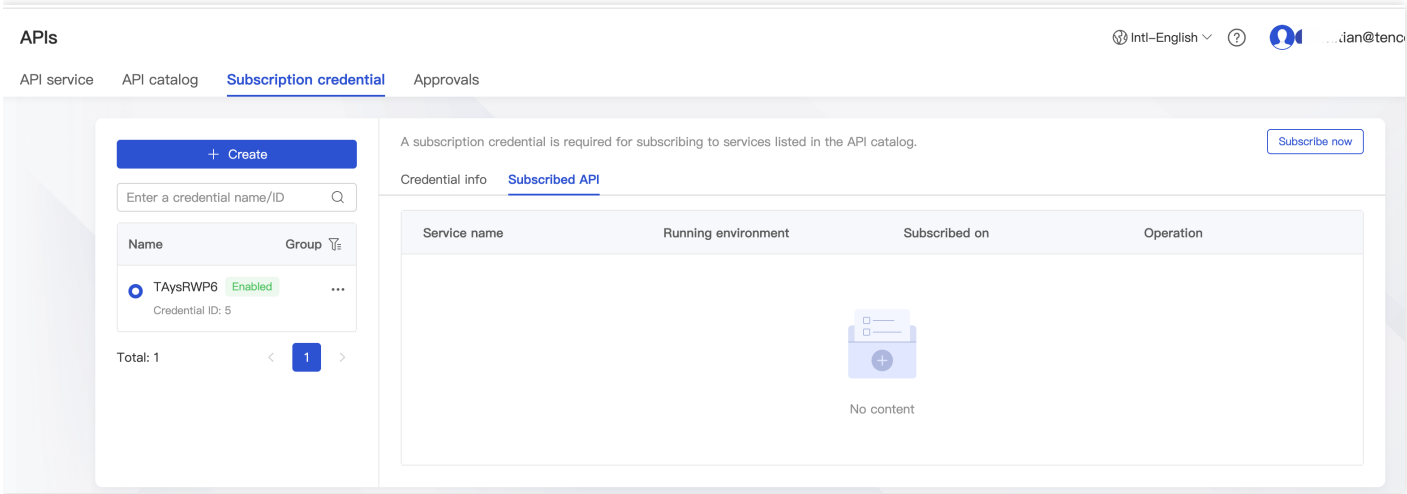 APIs
Intl-English
API service API catalog Subscription credential Approvals
+ Create
A subscription credential is required for subscribing to services listed in the API catalog.
Subscribe now
Enter a credential name/ID
Credential info Subscribed API
Name Group
Service name Running environment Subscribed on Operation
TAysRWP6 Enabled ...
Credential ID: 5
Total: 1 < 1 >
No content